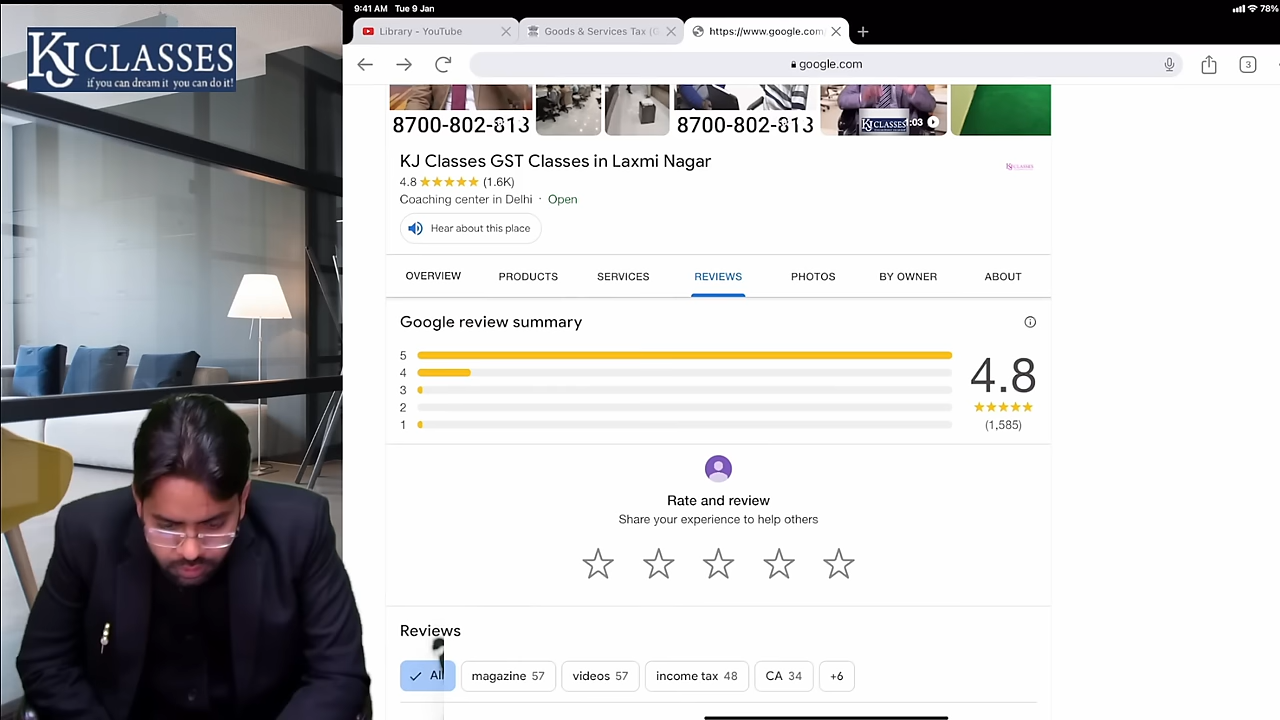 9:41 AM Tue 9 Jan
78%
KJ CLASSES
if you can dream it you can do it!
Library - YouTube
Goods & Services Tax (G
https://www.google.com
google.com
3
8700-802-813
8700-802-813
KJ CLASSES
1:03
KJ Classes GST Classes in Laxmi Nagar
KJ CLASSES
4.8 ★★★★★ (1.6K)
Coaching center in Delhi · Open
Hear about this place
OVERVIEW PRODUCTS SERVICES REVIEWS PHOTOS BY OWNER ABOUT
Google review summary
5
4
3
2
1
4.8
(1,585)
Rate and review
Share your experience to help others
Reviews
All magazine 57 videos 57 income tax 48 CA 34 +6